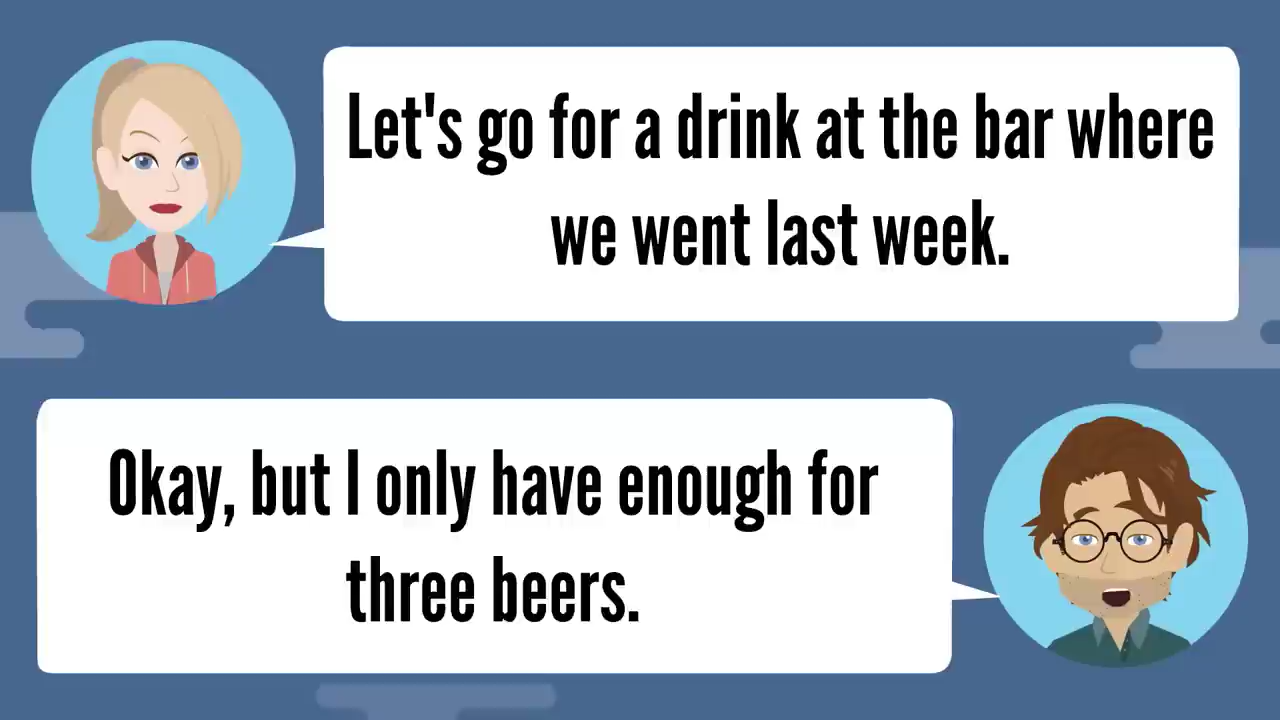 Let's go for a drink at the bar where
we went last week.
Okay, but I only have enough for
three beers.